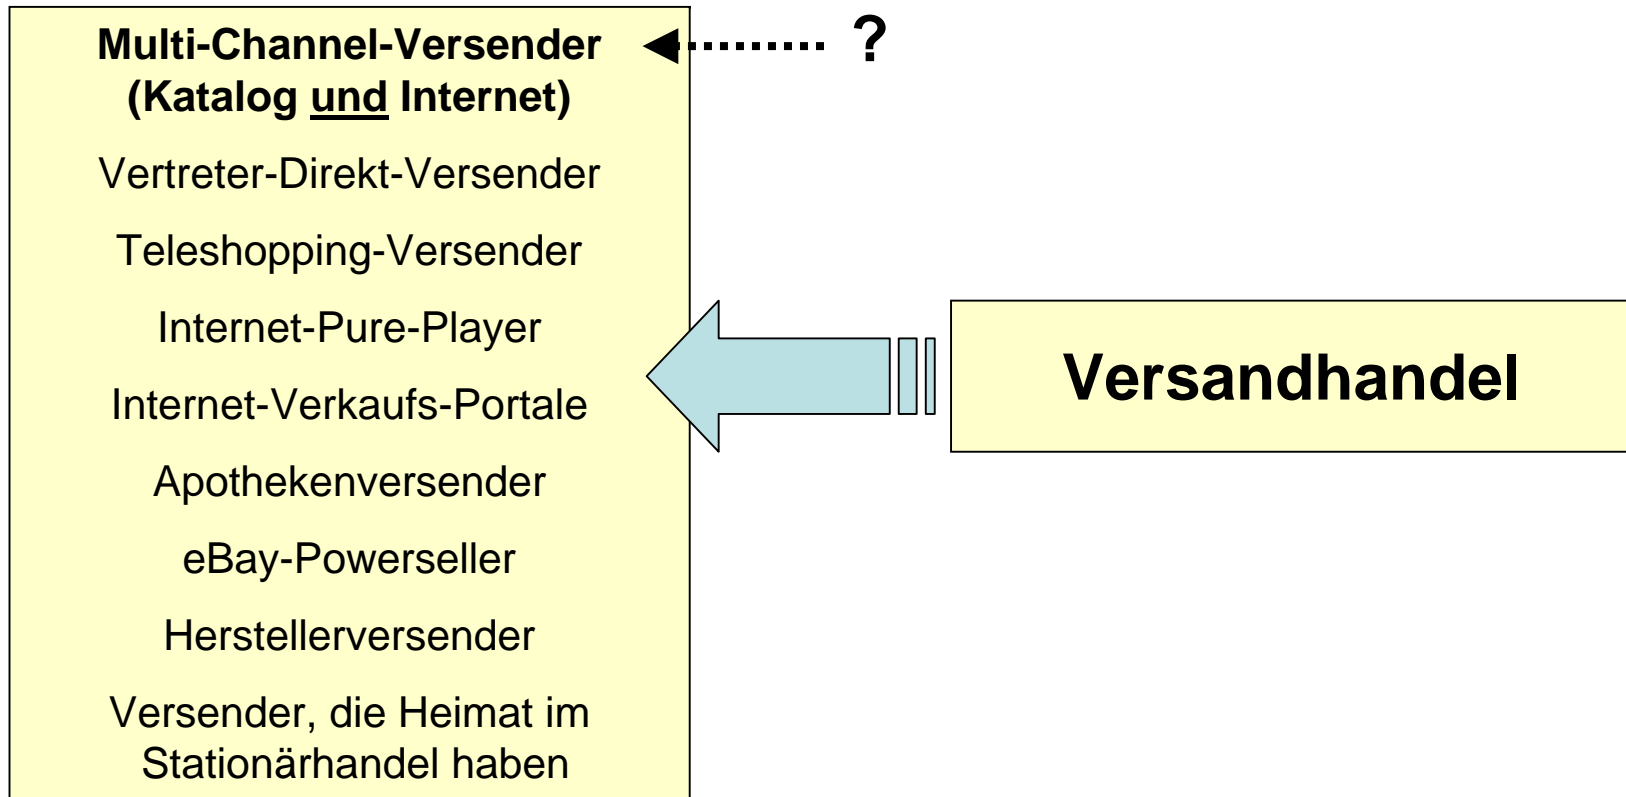 Multi-Channel-Versender
(Katalog und Internet)
?
Vertreter-Direkt-Versender
Teleshopping-Versender
Internet-Pure-Player
Internet-Verkaufs-Portale
Apothekenversender
eBay-Powerseller
Herstellerversender
Versender, die Heimat im
Stationärhandel haben
Versandhandel